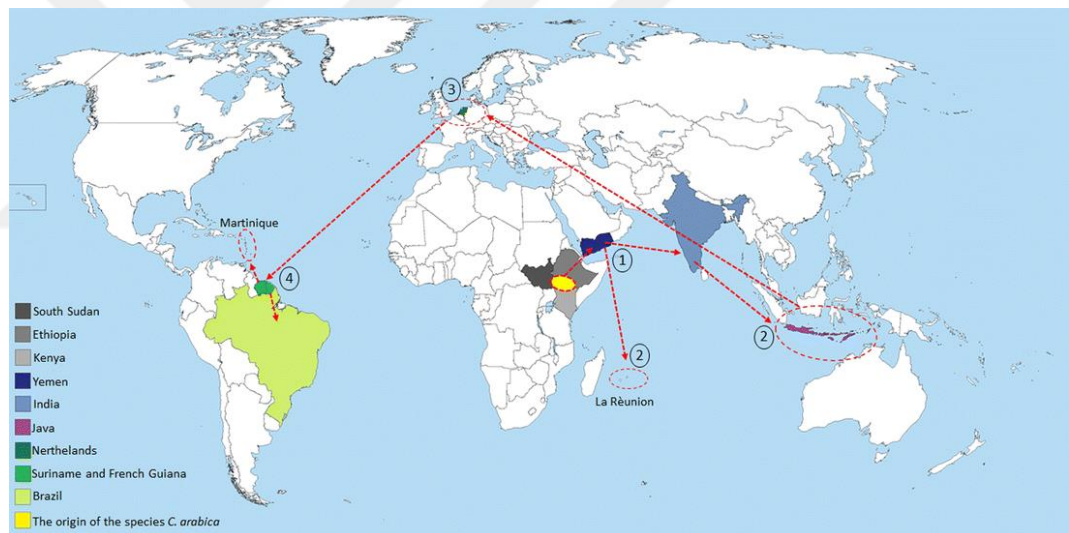 3
Martinique
4
1
2
2
La Rèunion
South Sudan
Ethiopia
Kenya
Yemen
India
Java
Nerthelands
Suriname and French Guiana
Brazil
The origin of the species C. arabica